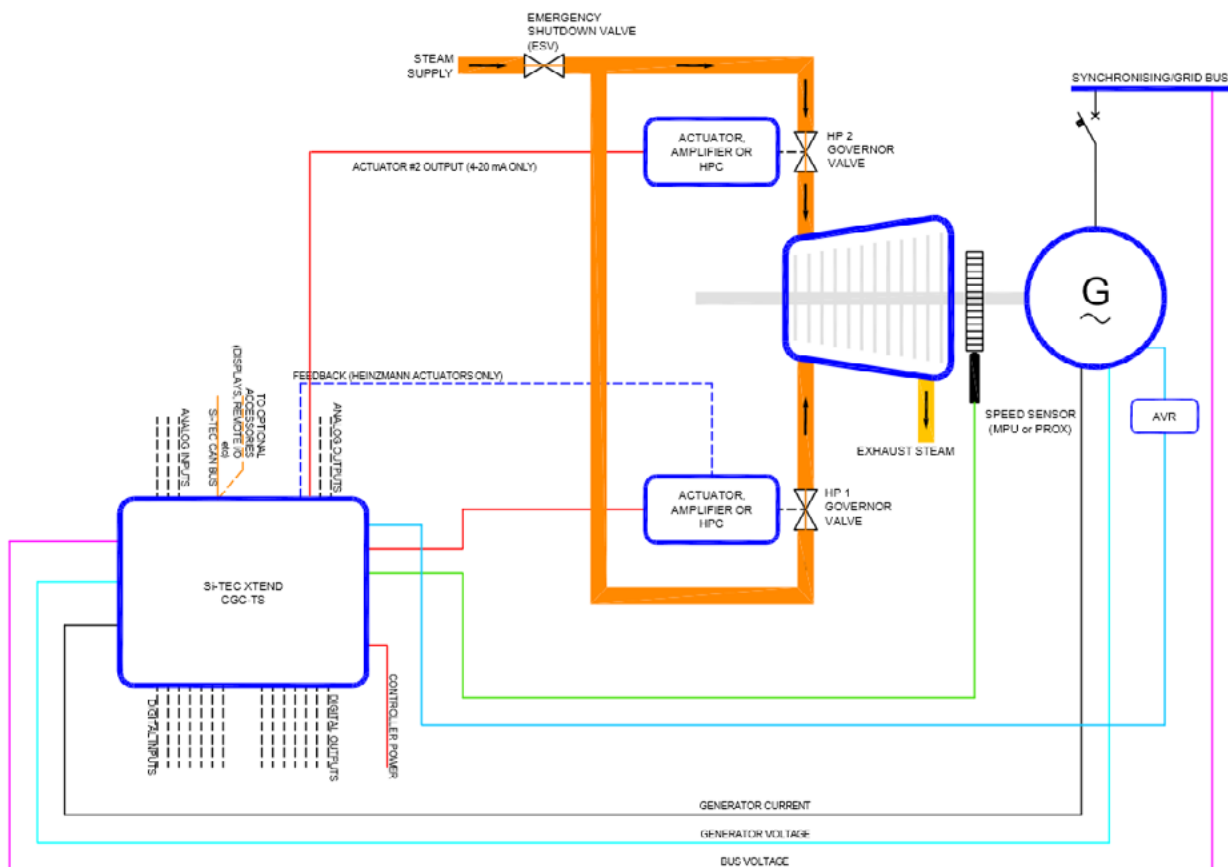 EMERGENCY
SHUTDOWN VALVE
(ESV)
STEAM
SUPPLY
SYNCHRONISING/GRID BUS
ACTUATOR,
AMPLIFIER OR
HPC
HP 2
GOVERNOR
VALVE
ACTUATOR #2 OUTPUT (4-20 mA ONLY)
G
FEEDBACK (HEINZMANN ACTUATORS ONLY)
SPEED SENSOR
(MPU or PROX)
AVR
EXHAUST STEAM
ANALOG INPUTS
Si-TEC CAN BUS
TO OPTIONAL
ACCESSORIES
(DISPLAYS, REMOTE I/O
etc)
ANALOG OUTPUTS
ACTUATOR,
AMPLIFIER OR
HPC
HP 1
GOVERNOR
VALVE
Si-TEC XTEND
CGC-TS
DIGITAL INPUTS
DIGITAL OUTPUTS
CONTROLLER POWER
GENERATOR CURRENT
GENERATOR VOLTAGE
BUS VOLTAGE